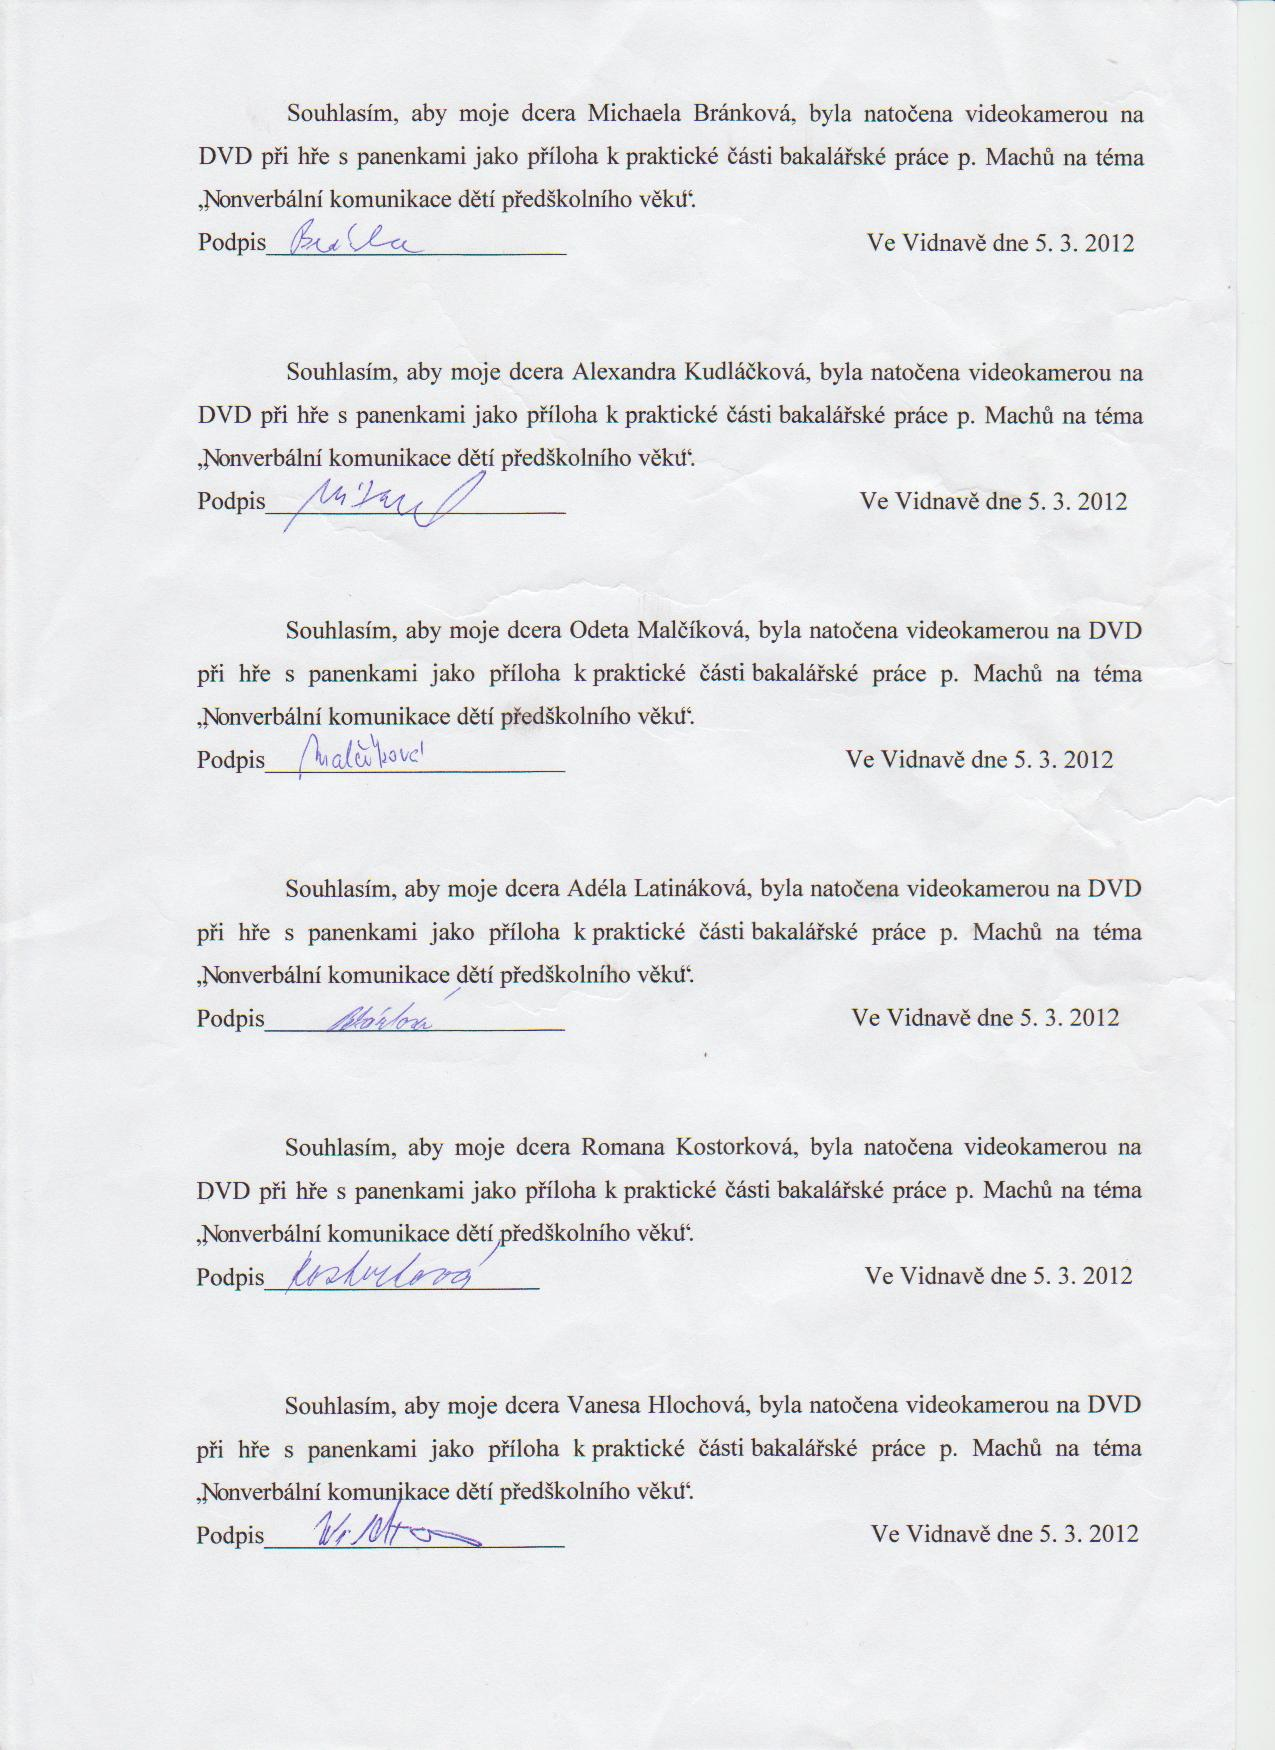 Souhlasím, aby moje dcera Michaela Bránková, byla natočena videokamerou na
DVD při hře s panenkami jako příloha k praktické části bakalářské práce p. Machů na téma
„Nonverbální komunikace dětí předškolního věku“.
Podpis Ve Vidnavě dne 5. 3. 2012
Souhlasím, aby moje dcera Alexandra Kudláčková, byla natočena videokamerou na
DVD při hře s panenkami jako příloha k praktické části bakalářské práce p. Machů na téma
„Nonverbální komunikace dětí předškolního věku“.
Podpis Ve Vidnavě dne 5. 3. 2012
Souhlasím, aby moje dcera Odeta Malčíková, byla natočena videokamerou na DVD
při hře s panenkami jako příloha k praktické části bakalářské práce p. Machů na téma
„Nonverbální komunikace dětí předškolního věku“.
Podpis Malčíková Ve Vidnavě dne 5. 3. 2012
Souhlasím, aby moje dcera Adéla Latináková, byla natočena videokamerou na DVD
při hře s panenkami jako příloha k praktické části bakalářské práce p. Machů na téma
„Nonverbální komunikace dětí předškolního věku“.
Podpis Ve Vidnavě dne 5. 3. 2012
Souhlasím, aby moje dcera Romana Kostorková, byla natočena videokamerou na
DVD při hře s panenkami jako příloha k praktické části bakalářské práce p. Machů na téma
„Nonverbální komunikace dětí předškolního věku“.
Podpis Kostorková Ve Vidnavě dne 5. 3. 2012
Souhlasím, aby moje dcera Vanesa Hlochová, byla natočena videokamerou na DVD
při hře s panenkami jako příloha k praktické části bakalářské práce p. Machů na téma
„Nonverbální komunikace dětí předškolního věku“.
Podpis Ve Vidnavě dne 5. 3. 2012